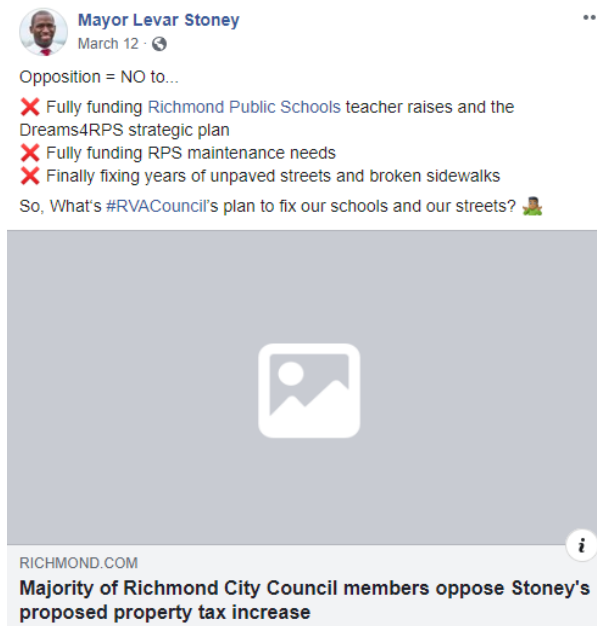 Mayor Levar Stoney
March 12 ·
Opposition = NO to...
❌ Fully funding Richmond Public Schools teacher raises and the
Dreams4RPS strategic plan
❌ Fully funding RPS maintenance needs
❌ Finally fixing years of unpaved streets and broken sidewalks
So, What's #RVACouncil's plan to fix our schools and our streets? 🤷🏾‍♂️
i
RICHMOND.COM
Majority of Richmond City Council members oppose Stoney's
proposed property tax increase